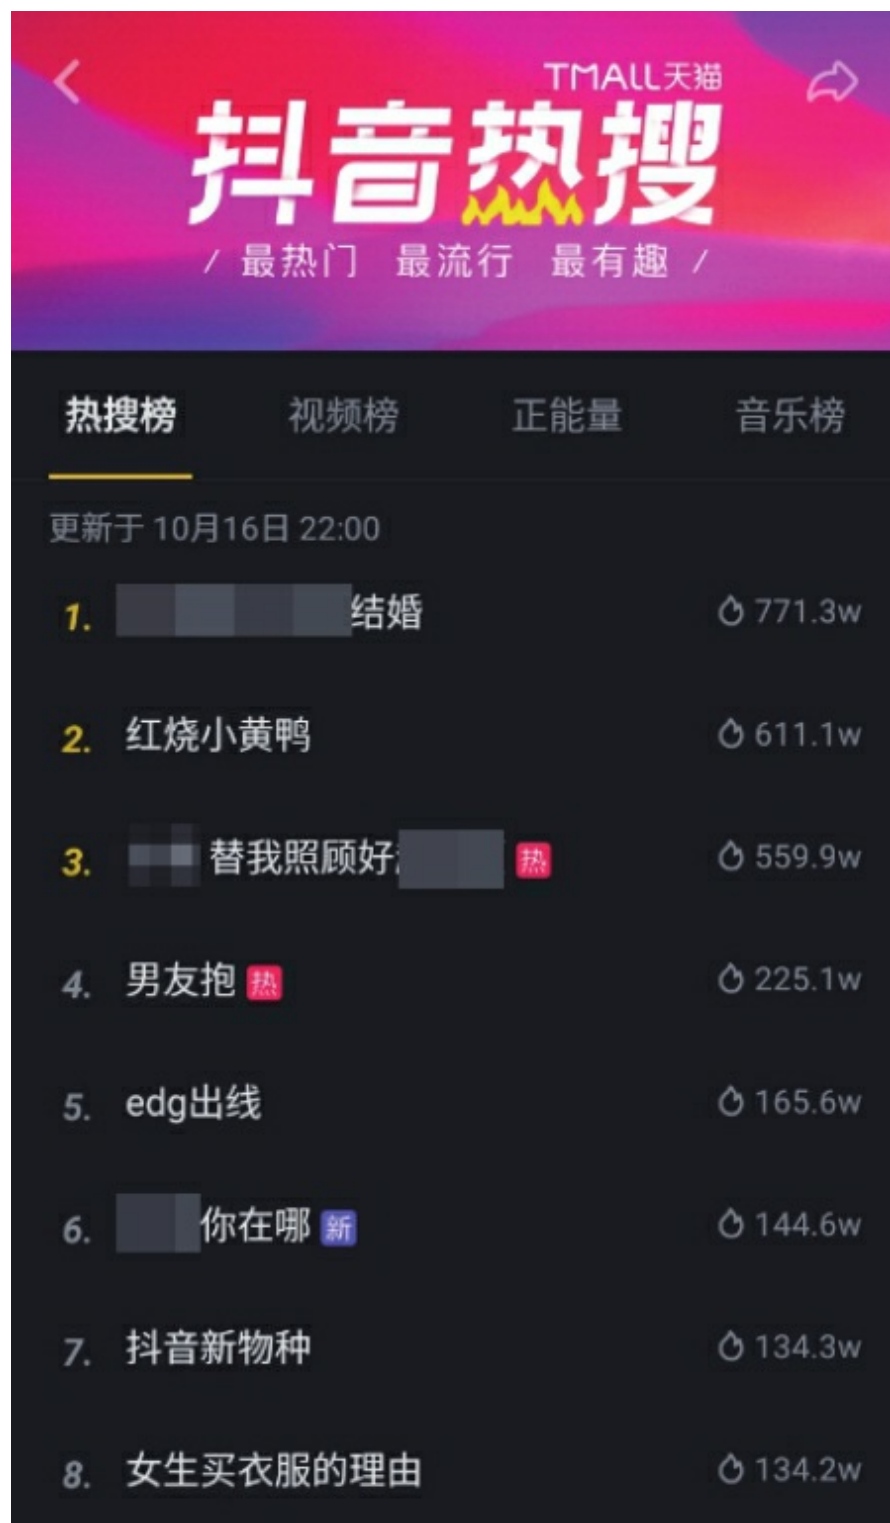 TMALL天猫
抖音热搜
/ 最热门 最流行 最有趣 /
热搜榜 视频榜 正能量 音乐榜
更新于 10月16日 22:00
1. 结婚 771.3w
2. 红烧小黄鸭 611.1w
3. 替我照顾好 热 559.9w
4. 男友抱 热 225.1w
5. edg出线 165.6w
6. 你在哪 新 144.6w
7. 抖音新物种 134.3w
8. 女生买衣服的理由 134.2w